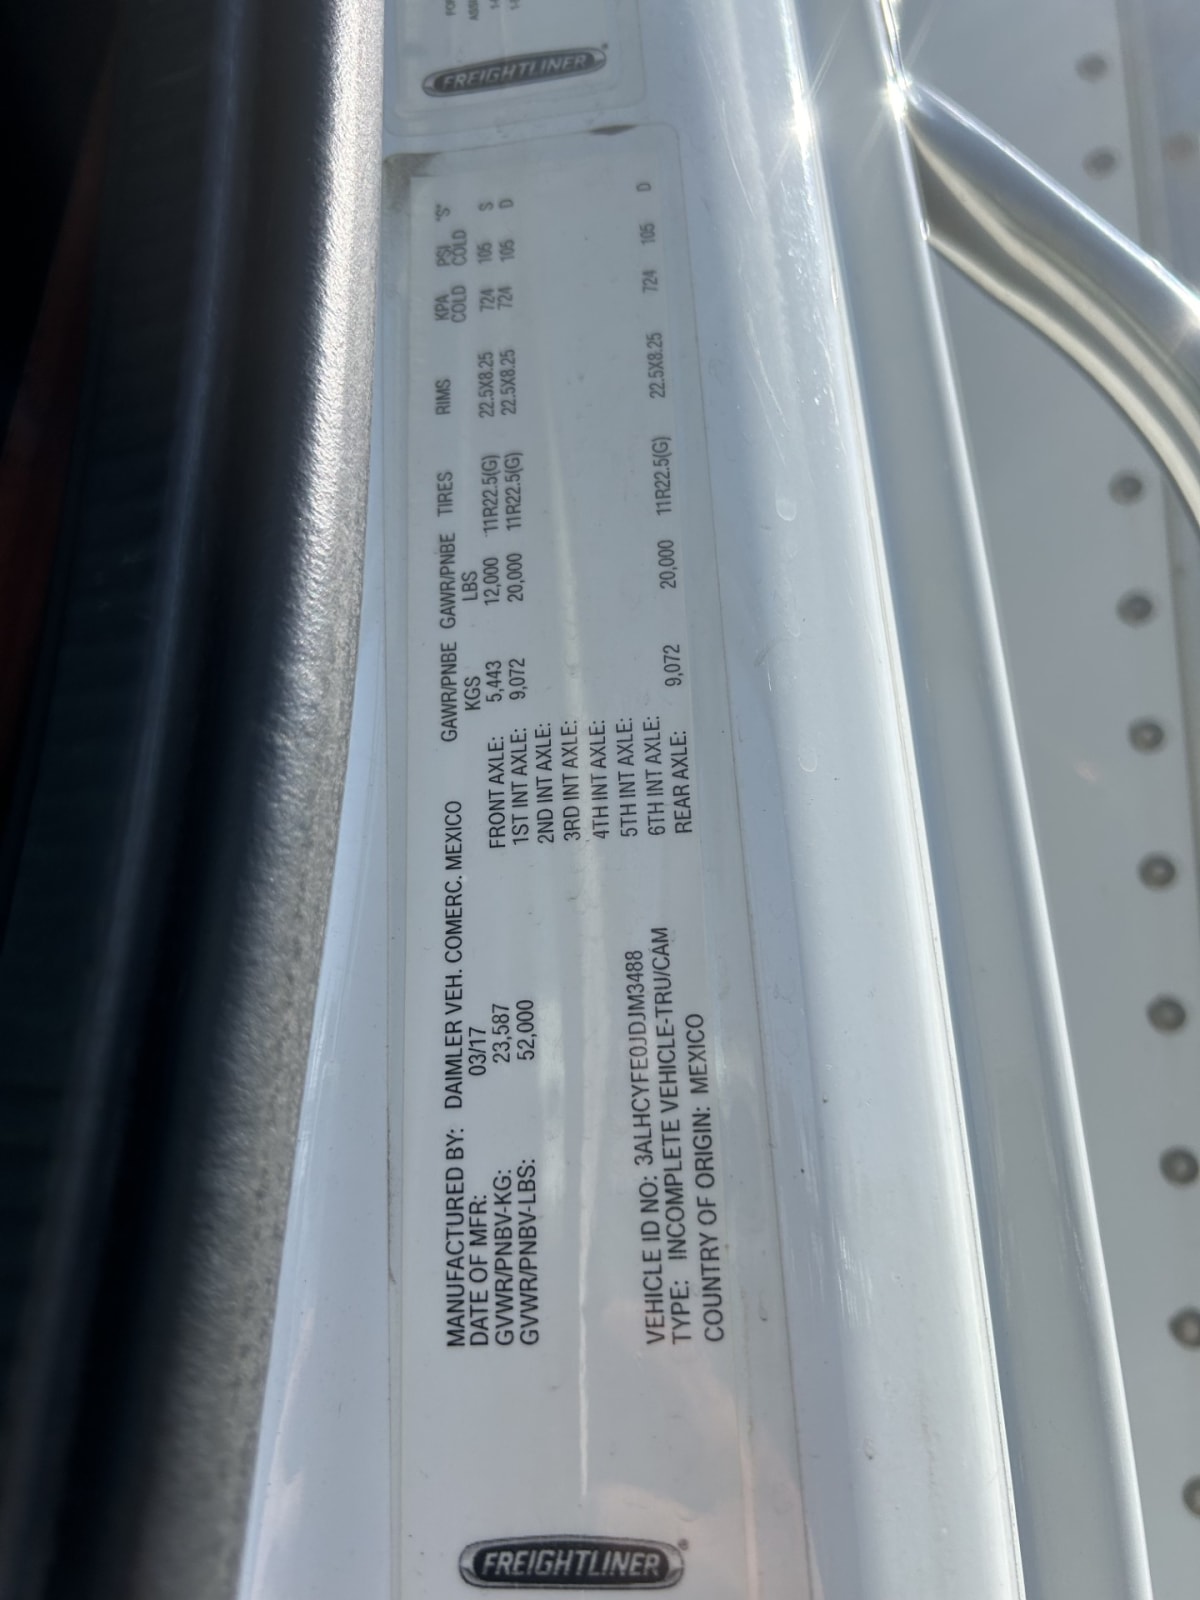 FREIGHTLINER
MANUFACTURED BY: DAIMLER VEH. COMERC. MEXICO
DATE OF MFR: 03/17
GVWR/PNBV-KG: 23,587
GVWR/PNBV-LBS: 52,000
VEHICLE ID NO: 3ALHCYFE0JDJM3488
TYPE: INCOMPLETE VEHICLE-TRU/CAM
COUNTRY OF ORIGIN: MEXICO
GAWR/PNBE GAWR/PNBE TIRES RIMS KPA PSI "S"
KGS LBS COLD COLD
FRONT AXLE: 5,443 12,000 11R22.5(G) 22.5X8.25 724 105 S
1ST INT AXLE: 9,072 20,000 11R22.5(G) 22.5X8.25 724 105 D
2ND INT AXLE:
3RD INT AXLE:
4TH INT AXLE:
5TH INT AXLE:
6TH INT AXLE:
REAR AXLE: 9,072 20,000 11R22.5(G) 22.5X8.25 724 105 D
FREIGHTLINER